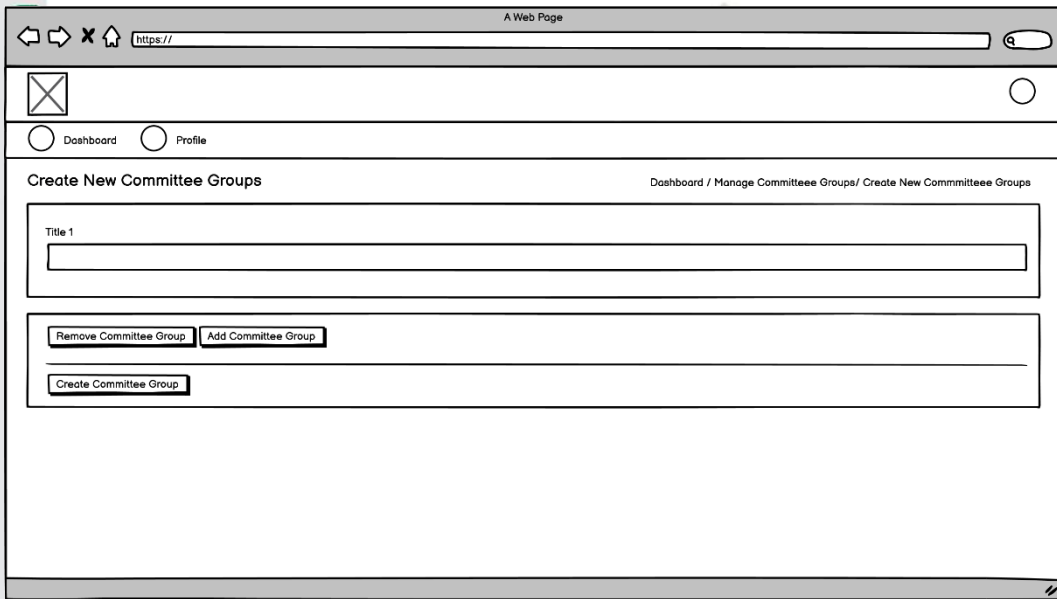 A Web Page
https://
Dashboard Profile
Create New Committee Groups
Dashboard / Manage Committeee Groups/ Create New Commmitteee Groups
Title 1
Remove Committee Group Add Committee Group
Create Committee Group